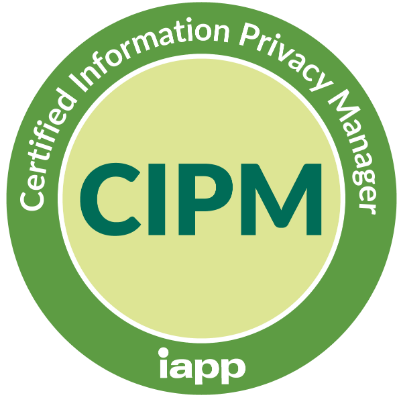 Certified Information Privacy Manager
CIPM
iapp